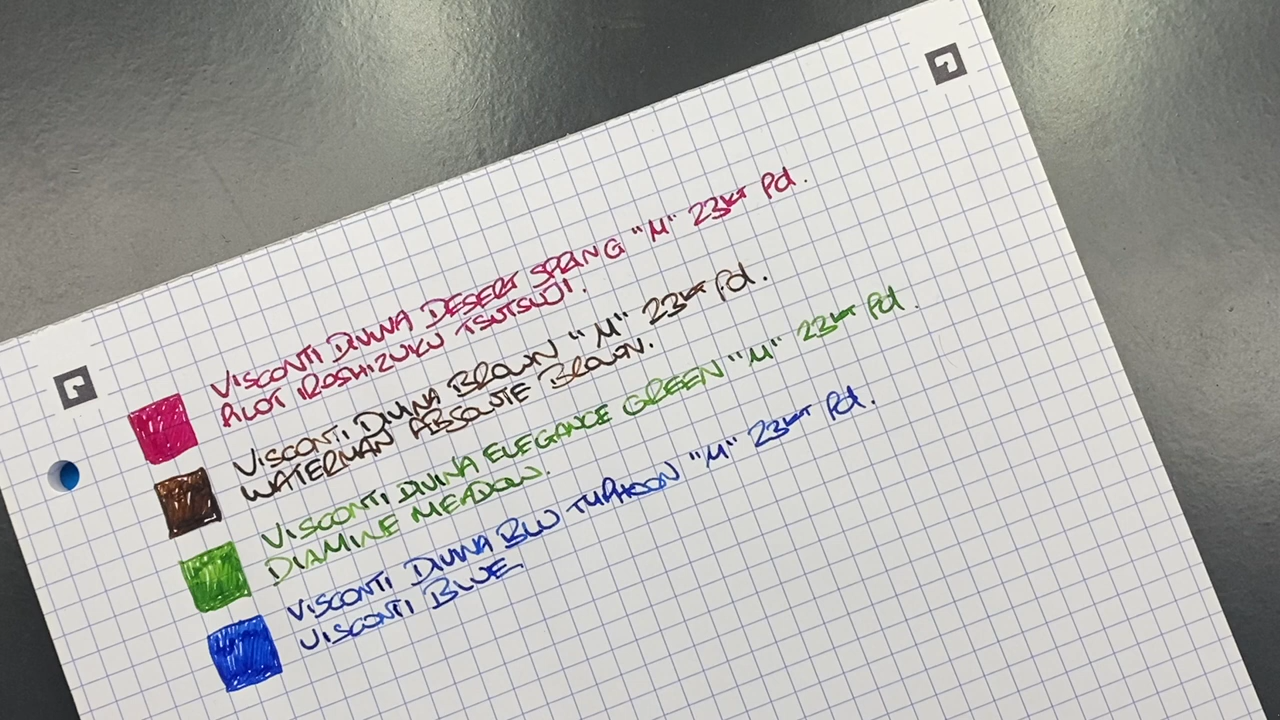 VISCONTI DIVINA DESERT SPRING "M" 23kt Pd.
PILOT IROSHIZUKU TSUTSUJI.
VISCONTI DIVINA BROWN "M" 23kt Pd.
WATERMAN ABSOLUTE BROWN.
VISCONTI DIVINA ELEGANCE GREEN "M" 23kt Pd.
DIAMINE MEADOW.
VISCONTI DIVINA BLU TYPHOON "M" 23kt Pd.
VISCONTI BLUE.